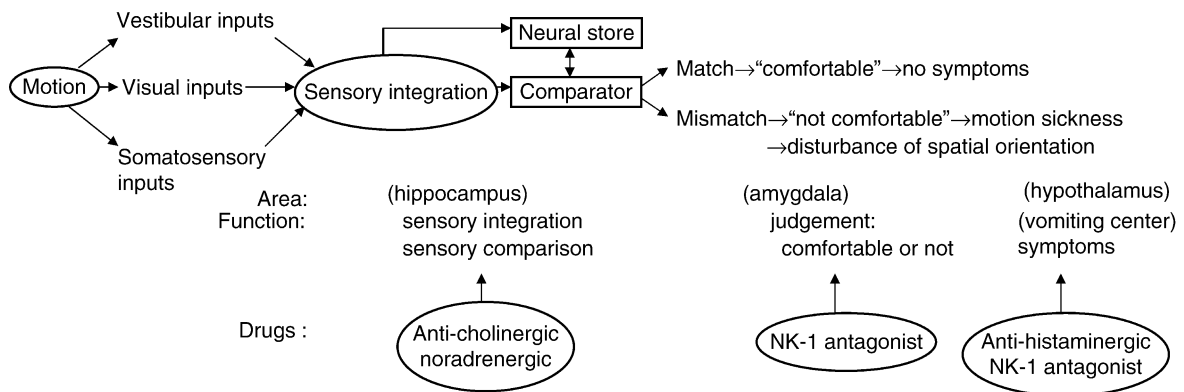 Vestibular inputs
Neural store
Motion
Visual inputs
Sensory integration
Comparator
Match→“comfortable”→no symptoms
Mismatch→“not comfortable”→motion sickness
→disturbance of spatial orientation
Somatosensory
inputs
Area:
(hippocampus)
(amygdala)
(hypothalamus)
Function:
sensory integration
judgement:
(vomiting center)
sensory comparison
comfortable or not
symptoms
Drugs :
Anti-cholinergic
noradrenergic
NK-1 antagonist
Anti-histaminergic
NK-1 antagonist